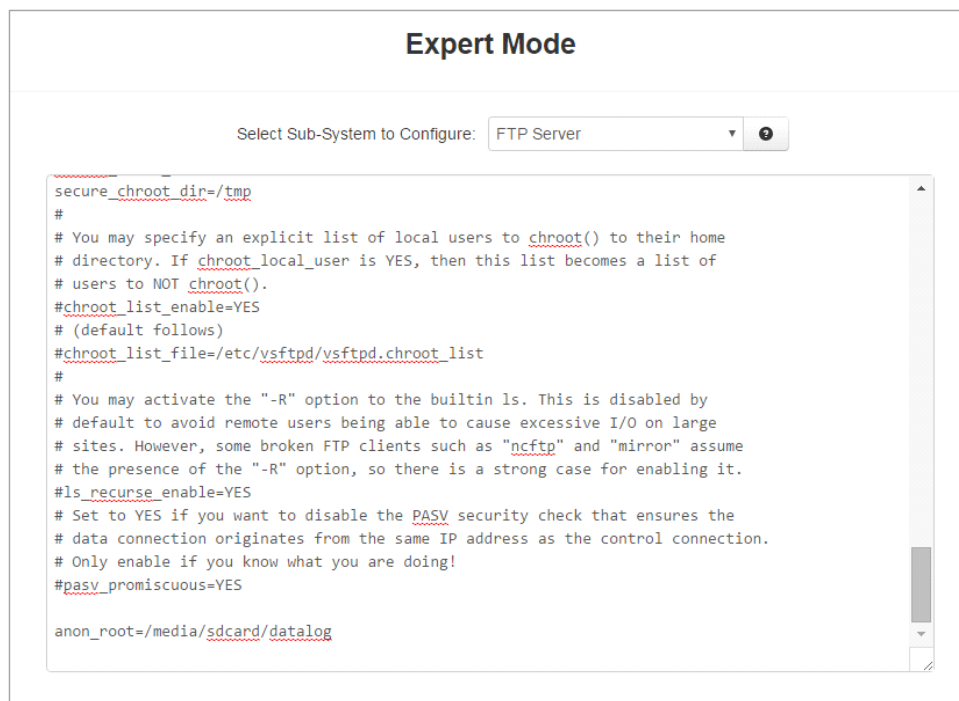 Expert Mode
Select Sub-System to Configure: FTP Server
secure_chroot_dir=/tmp
#
# You may specify an explicit list of local users to chroot() to their home
# directory. If chroot_local_user is YES, then this list becomes a list of
# users to NOT chroot().
#chroot_list_enable=YES
# (default follows)
#chroot_list_file=/etc/vsftpd/vsftpd.chroot_list
#
# You may activate the "-R" option to the builtin ls. This is disabled by
# default to avoid remote users being able to cause excessive I/O on large
# sites. However, some broken FTP clients such as "ncftp" and "mirror" assume
# the presence of the "-R" option, so there is a strong case for enabling it.
#ls_recurse_enable=YES
# Set to YES if you want to disable the PASV security check that ensures the
# data connection originates from the same IP address as the control connection.
# Only enable if you know what you are doing!
#pasv_promiscuous=YES
anon_root=/media/sdcard/datalog